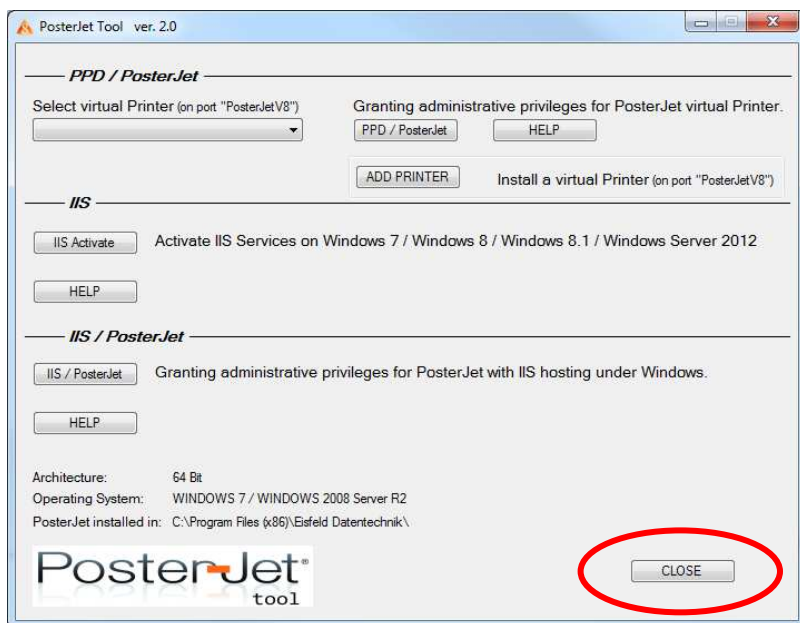 PosterJet Tool ver. 2.0
PPD / PosterJet
Select virtual Printer (on port "PosterJetV8")
Granting administrative privileges for PosterJet virtual Printer.
PPD / PosterJet
HELP
ADD PRINTER
Install a virtual Printer (on port "PosterJetV8")
IIS
IIS Activate
Activate IIS Services on Windows 7 / Windows 8 / Windows 8.1 / Windows Server 2012
HELP
IIS / PosterJet
IIS / PosterJet
Granting administrative privileges for PosterJet with IIS hosting under Windows.
HELP
Architecture: 64 Bit
Operating System: WINDOWS 7 / WINDOWS 2008 Server R2
PosterJet installed in: C:\Program Files (x86)\Eisfeld Datentechnik\
Poster-Jet®
tool
CLOSE